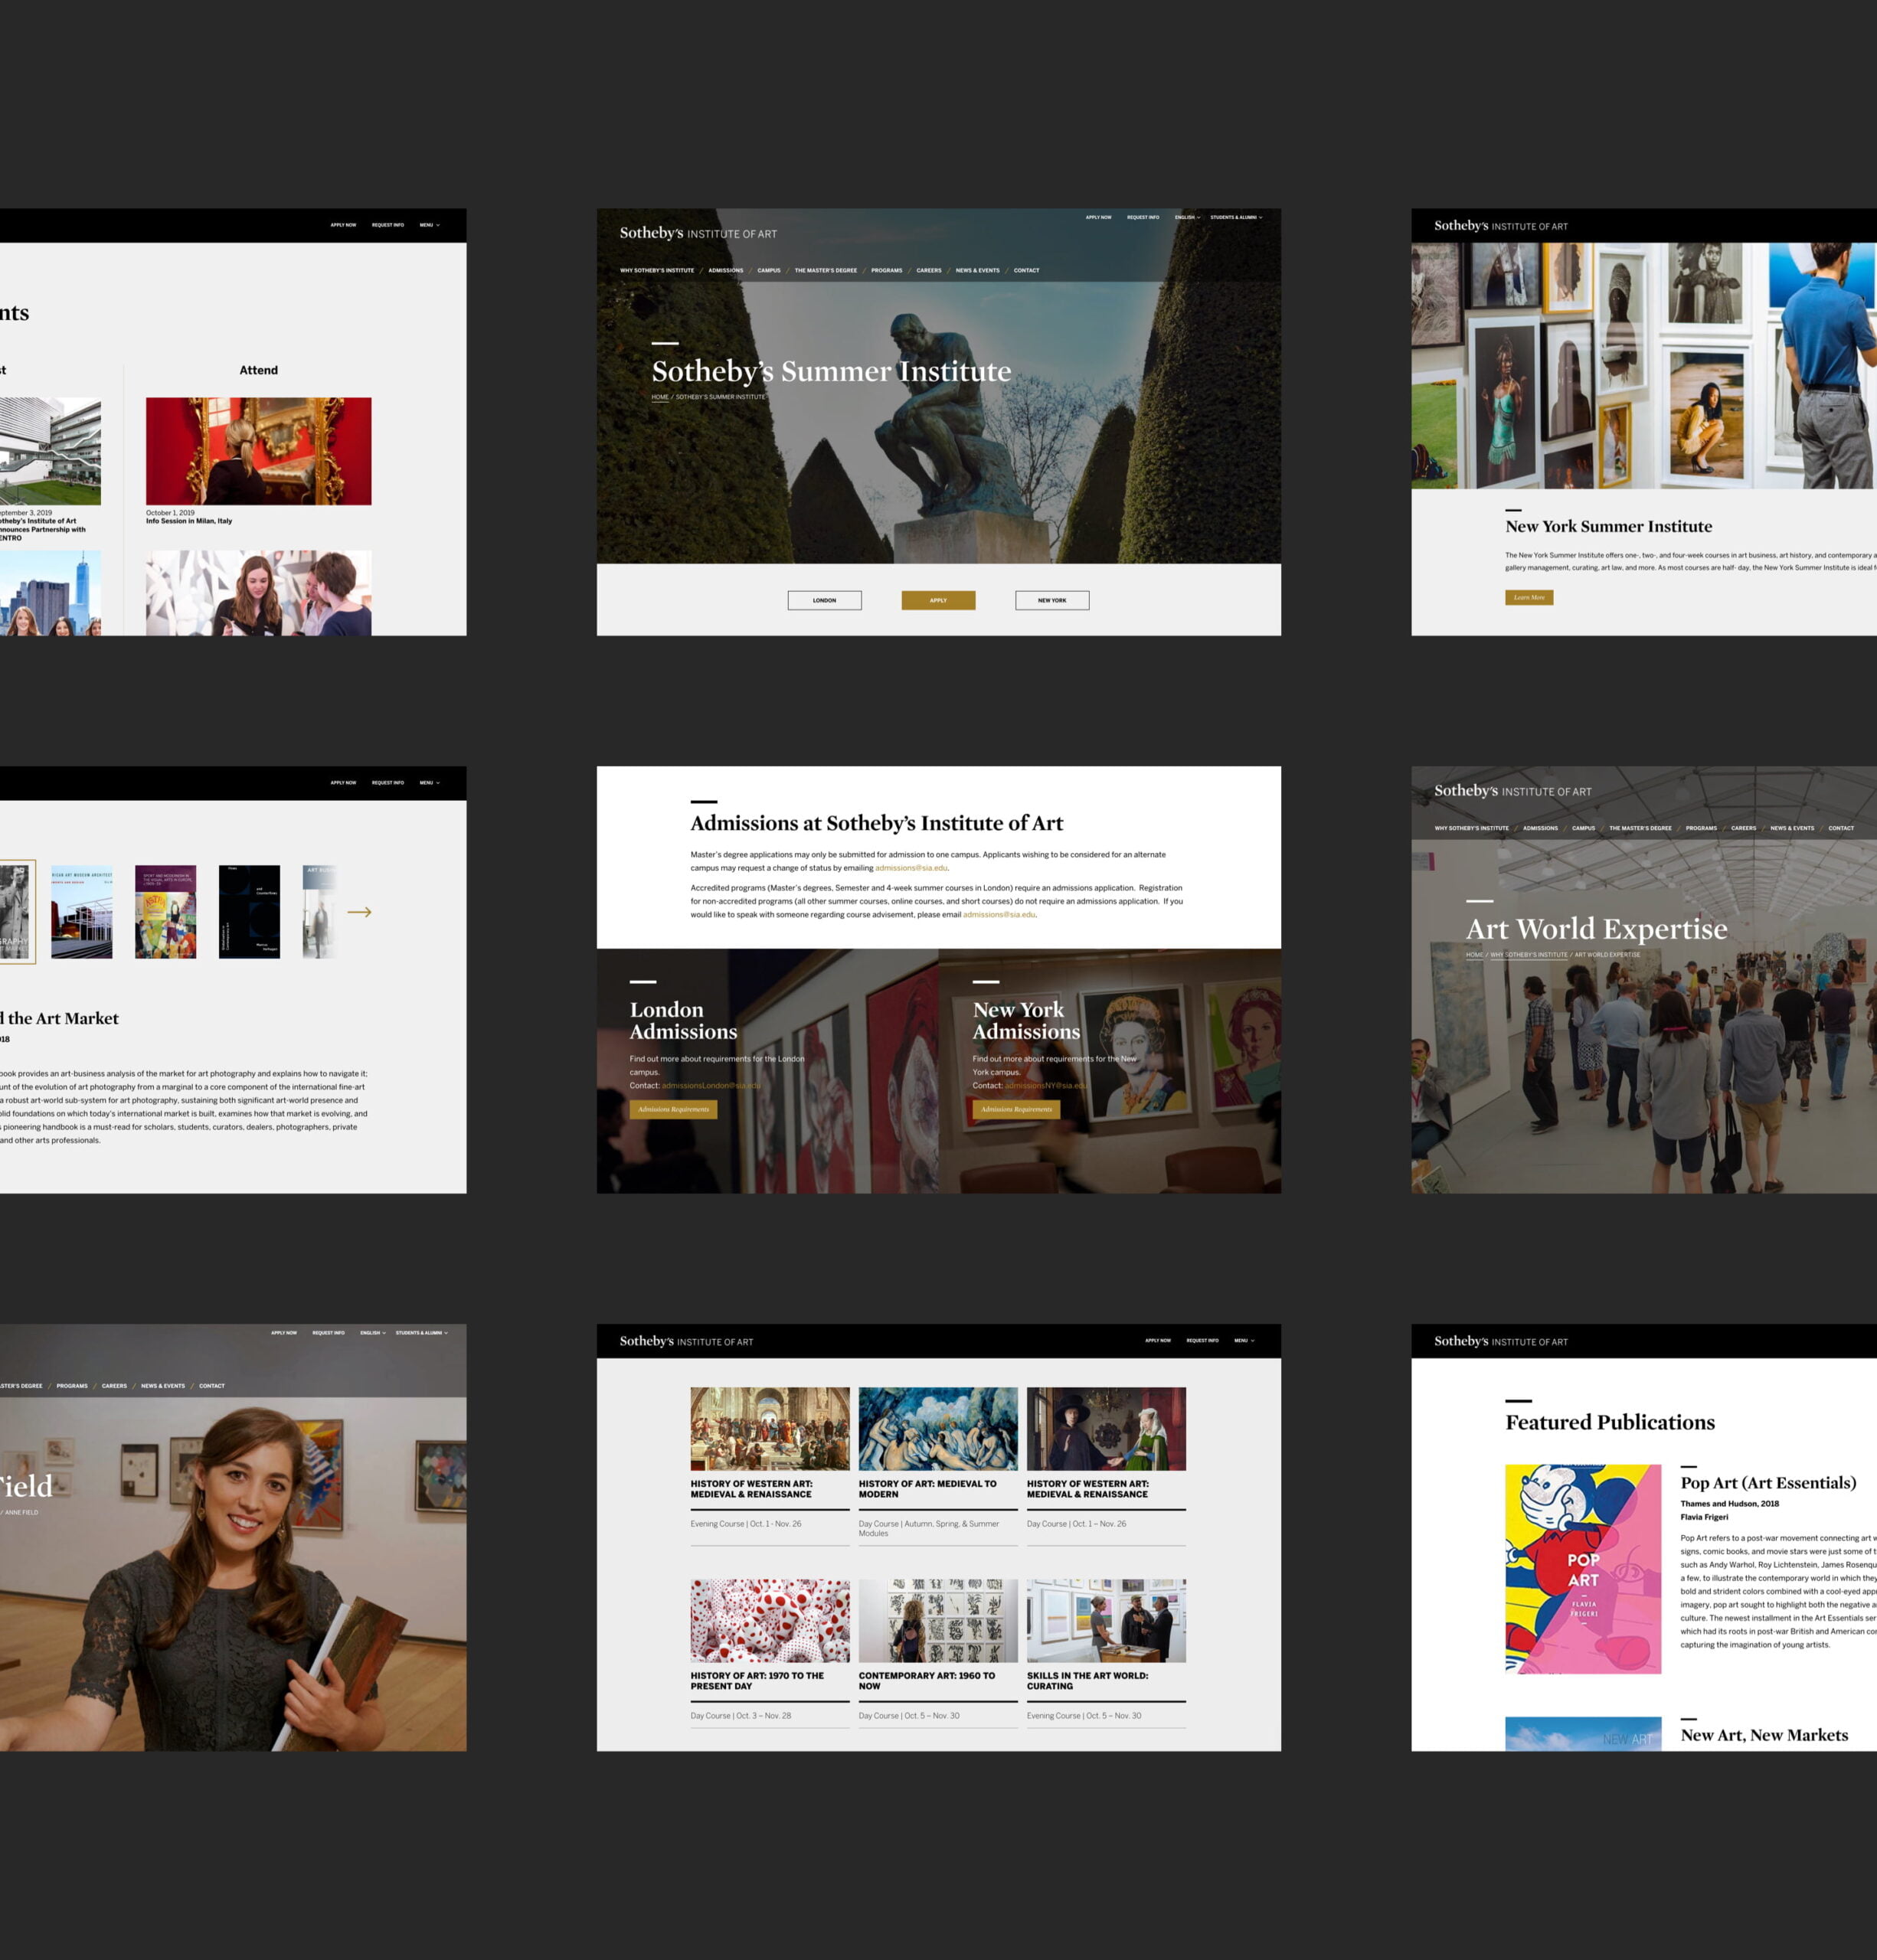 APPLY NOW REQUEST INFO MENU
nts
st
Attend
ptember 3, 2019
otheby's Institute of Art
nnounces Partnership with
ENTRO
October 1, 2019
Info Session in Milan, Italy
APPLY NOW REQUEST INFO ENGLISH STUDENTS & ALUMNI
Sotheby's INSTITUTE OF ART
WHY SOTHEBY'S INSTITUTE / ADMISSIONS / CAMPUS / THE MASTER'S DEGREE / PROGRAMS / CAREERS / NEWS & EVENTS / CONTACT
Sotheby's Summer Institute
HOME / SOTHEBY'S SUMMER INSTITUTE
LONDON
APPLY
NEW YORK
Sotheby's INSTITUTE OF ART
New York Summer Institute
The New York Summer Institute offers one-, two-, and four-week courses in art business, art history, and contemporary a
gallery management, curating, art law, and more. As most courses are half- day, the New York Summer Institute is ideal f
Learn More
APPLY NOW REQUEST INFO MENU
RAPHY
d the Art Market
018
book provides an art-business analysis of the market for art photography and explains how to navigate it;
unt of the evolution of art photography from a marginal to a core component of the international fine-art
a robust art-world sub-system for art photography, sustaining both significant art-world presence and
olid foundations on which today's international market is built, examines how that market is evolving, and
s pioneering handbook is a must-read for scholars, students, curators, dealers, photographers, private
and other arts professionals.
Admissions at Sotheby's Institute of Art
Master's degree applications may only be submitted for admission to one campus. Applicants wishing to be considered for an alternate
campus may request a change of status by emailing admissions@sia.edu.
Accredited programs (Master's degrees, Semester and 4-week summer courses in London) require an admissions application. Registration
for non-accredited programs (all other summer courses, online courses, and short courses) do not require an admissions application. If you
would like to speak with someone regarding course advisement, please email admissions@sia.edu.
London
Admissions
Find out more about requirements for the London
campus.
Contact: admissionsLondon@sia.edu
Admissions Requirements
New York
Admissions
Find out more about requirements for the New
York campus.
Contact: admissionsNY@sia.edu
Admissions Requirements
Sotheby's INSTITUTE OF ART
WHY SOTHEBY'S INSTITUTE / ADMISSIONS / CAMPUS / THE MASTER'S DEGREE / PROGRAMS / CAREERS / NEWS & EVENTS / CONTACT
Art World Expertise
HOME / WHY SOTHEBY'S INSTITUTE / ART WORLD EXPERTISE
APPLY NOW REQUEST INFO ENGLISH STUDENTS & ALUMNI
ASTER'S DEGREE / PROGRAMS / CAREERS / NEWS & EVENTS / CONTACT
Field
/ ANNE FIELD
Sotheby's INSTITUTE OF ART
APPLY NOW REQUEST INFO MENU
HISTORY OF WESTERN ART:
MEDIEVAL & RENAISSANCE
Evening Course | Oct. 1 - Nov. 26
HISTORY OF ART: MEDIEVAL TO
MODERN
Day Course | Autumn, Spring, & Summer
Modules
HISTORY OF WESTERN ART:
MEDIEVAL & RENAISSANCE
Day Course | Oct. 1 – Nov. 26
HISTORY OF ART: 1970 TO THE
PRESENT DAY
Day Course | Oct. 3 – Nov. 28
CONTEMPORARY ART: 1960 TO
NOW
Day Course | Oct. 5 – Nov. 30
SKILLS IN THE ART WORLD:
CURATING
Evening Course | Oct. 5 – Nov. 30
Sotheby's INSTITUTE OF ART
Featured Publications
POP
ART
FLAVIA
FRIGERI
Pop Art (Art Essentials)
Thames and Hudson, 2018
Flavia Frigeri
Pop Art refers to a post-war movement connecting art w
signs, comic books, and movie stars were just some of t
such as Andy Warhol, Roy Lichtenstein, James Rosenqu
a few, to illustrate the contemporary world in which they
bold and strident colors combined with a cool-eyed appr
imagery, pop art sought to highlight both the negative a
culture. The newest installment in the Art Essentials ser
which had its roots in post-war British and American con
capturing the imagination of young artists.
NEW ART
New Art, New Markets